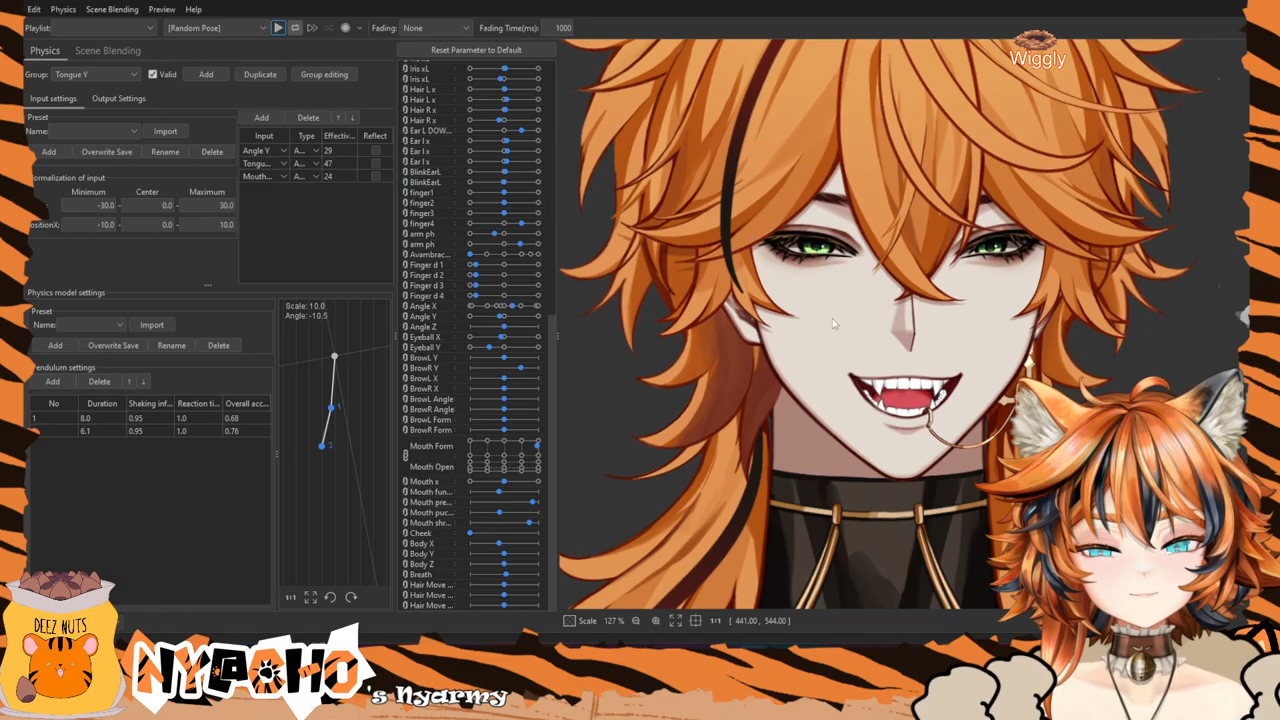 Edit Physics Scene Blending Preview Help
Playlist: [Random Pose] Fading: None Fading Time(ms): 1000
Physics Scene Blending
Reset Parameter to Default
Wiggly
Group: Tongue Y Valid Add Duplicate Group editing
Input settings Output Settings
Preset
Name: Import
Add Overwrite Save Rename Delete
Add Delete
Input Type Effectiv... Reflect
Angle Y A... 29
Tongu... A... 47
Mouth... A... 24
ormalization of input
Minimum Center Maximum
-30.0 - 0.0 - 30.0
ositionX: -10.0 - 0.0 - 10.0
Physics model settings
Preset
Name: Import
Add Overwrite Save Rename Delete
Pendulum settings
Add Delete
No Duration Shaking inf... Reaction ti... Overall acc...
1 8.0 0.95 1.0 0.68
6.1 0.95 1.0 0.76
Scale: 10.0
Angle: -10.5
1
2
1:1
Iris xL
Iris xL
Hair L x
Hair L x
Hair R x
Hair R x
Ear L DOW...
Ear l x
Ear l x
Ear l x
BlinkEarL
BlinkEarL
finger1
finger2
finger3
finger4
arm ph
arm ph
Avambrac...
Finger d 1
Finger d 2
Finger d 3
Finger d 4
Angle X
Angle Y
Angle Z
Eyeball X
Eyeball Y
BrowL Y
BrowR Y
BrowL X
BrowR X
BrowL Angle
BrowR Angle
BrowL Form
BrowR Form
Mouth Form
Mouth Open
Mouth x
Mouth fun...
Mouth pre...
Mouth puc...
Mouth shr...
Cheek
Body X
Body Y
Body Z
Breath
Hair Move ...
Hair Move ...
Hair Move ...
Scale 127 % 1:1 [ 441.00, 544.00 ]
DEEZ NUTS
NYPAHO
's Nyarmy